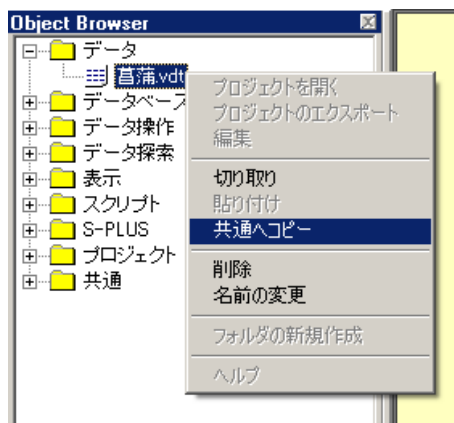 Object Browser
データ
菖蒲.vdt
データベース
データ操作
データ探索
表示
スクリプト
S-PLUS
プロジェクト
共通
プロジェクトを開く
プロジェクトのエクスポート
編集
切り取り
貼り付け
共通へコピー
削除
名前の変更
フォルダの新規作成
ヘルプ